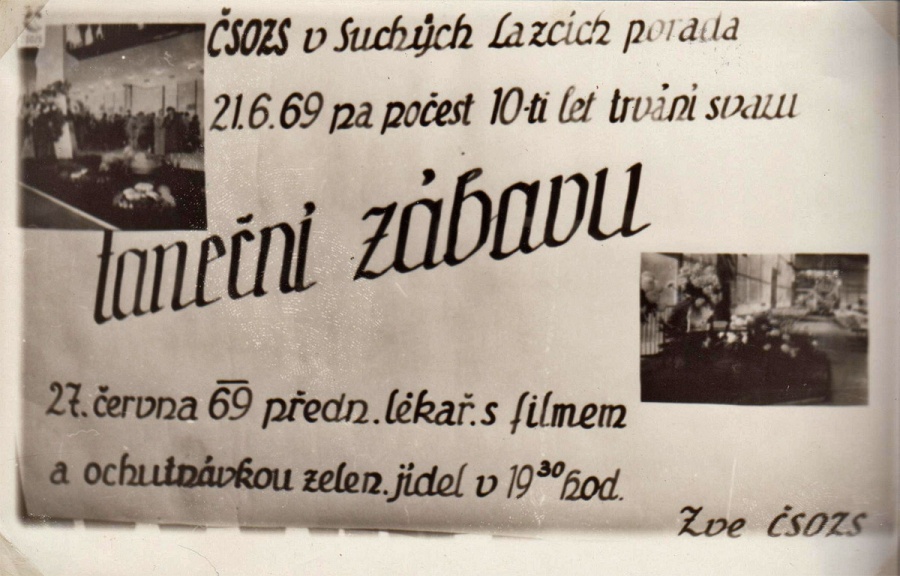 ČSOZS v Suchých Lazcích porada
21.6.69 na počest 10-ti let trvání svazu
taneční zábavu
27. června 69 předn. lékař. s filmem
a ochutnávkou zelen. jídel v 19³⁰ hod.
Zve ČSOZS